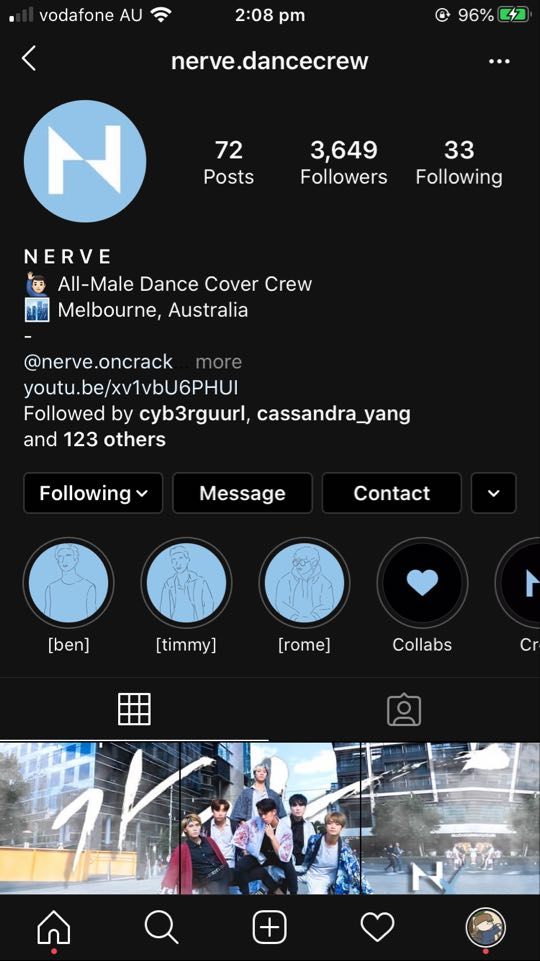 vodafone AU 2:08 pm 96%
nerve.dancecrew
72 3,649 33
Posts Followers Following
N E R V E
All-Male Dance Cover Crew
Melbourne, Australia
-
@nerve.oncrack... more
youtu.be/xv1vbU6PHUI
Followed by cyb3rguurl, cassandra_yang
and 123 others
Following Message Contact
[ben] [timmy] [rome] Collabs Cr